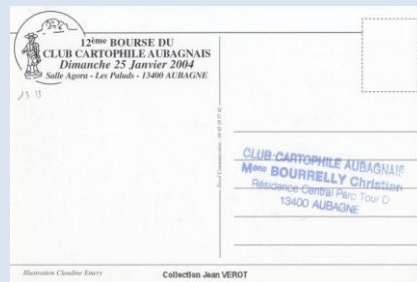 12ème BOURSE DU
CLUB CARTOPHILE AUBAGNAIS
Dimanche 25 Janvier 2004
Salle Agora - Les Paluds - 13400 AUBAGNE
CLUB CARTOPHILE AUBAGNAIS
BOURRELLY Christian
Résidence Central Parc Tour D
13400 AUBAGNE
Illustration Claudine Emery
Collection Jean VEROT